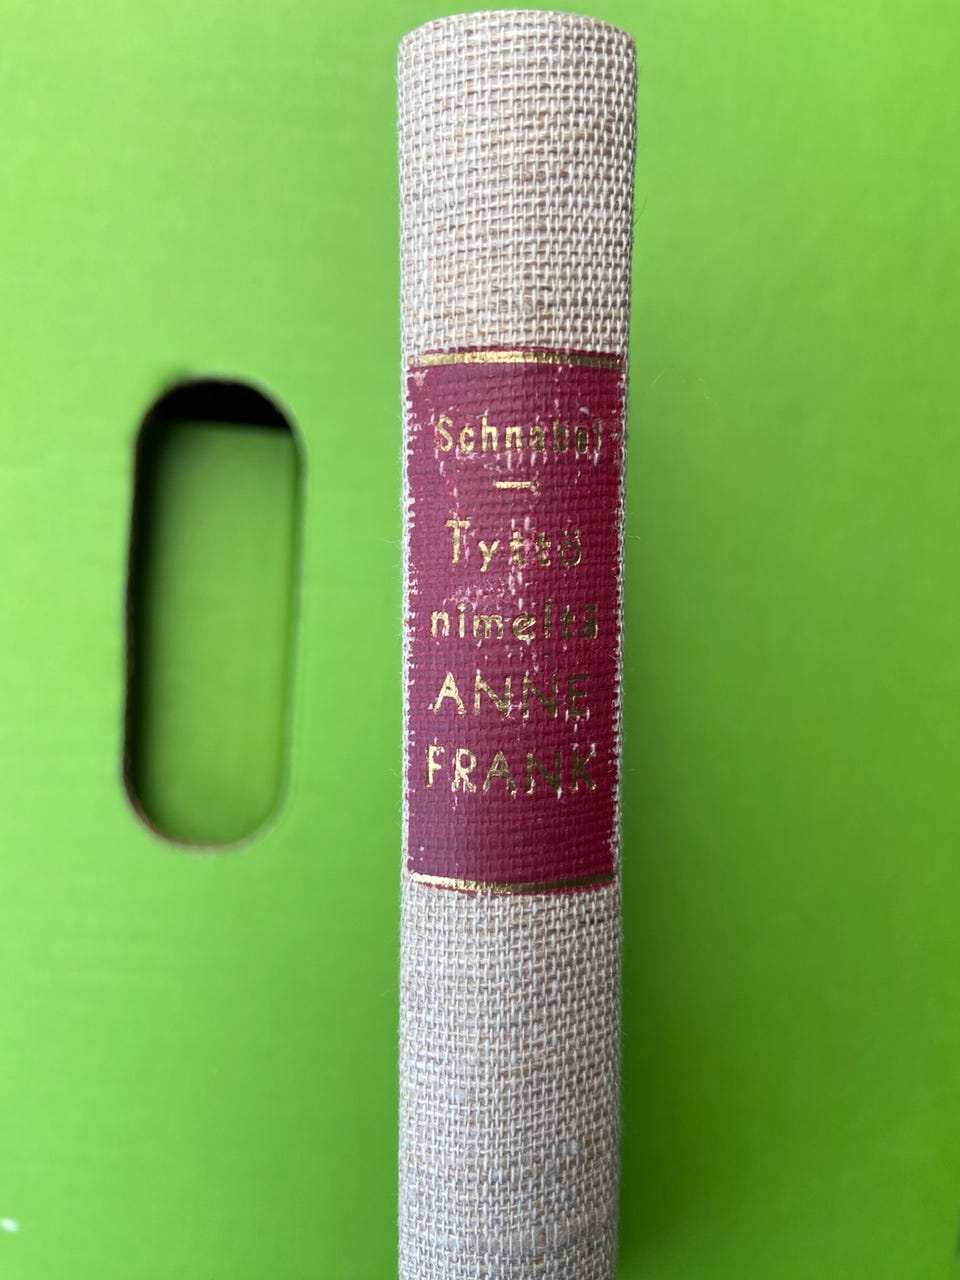 Schnabel
—
Tyttö
nimeltä
ANNE
FRANK